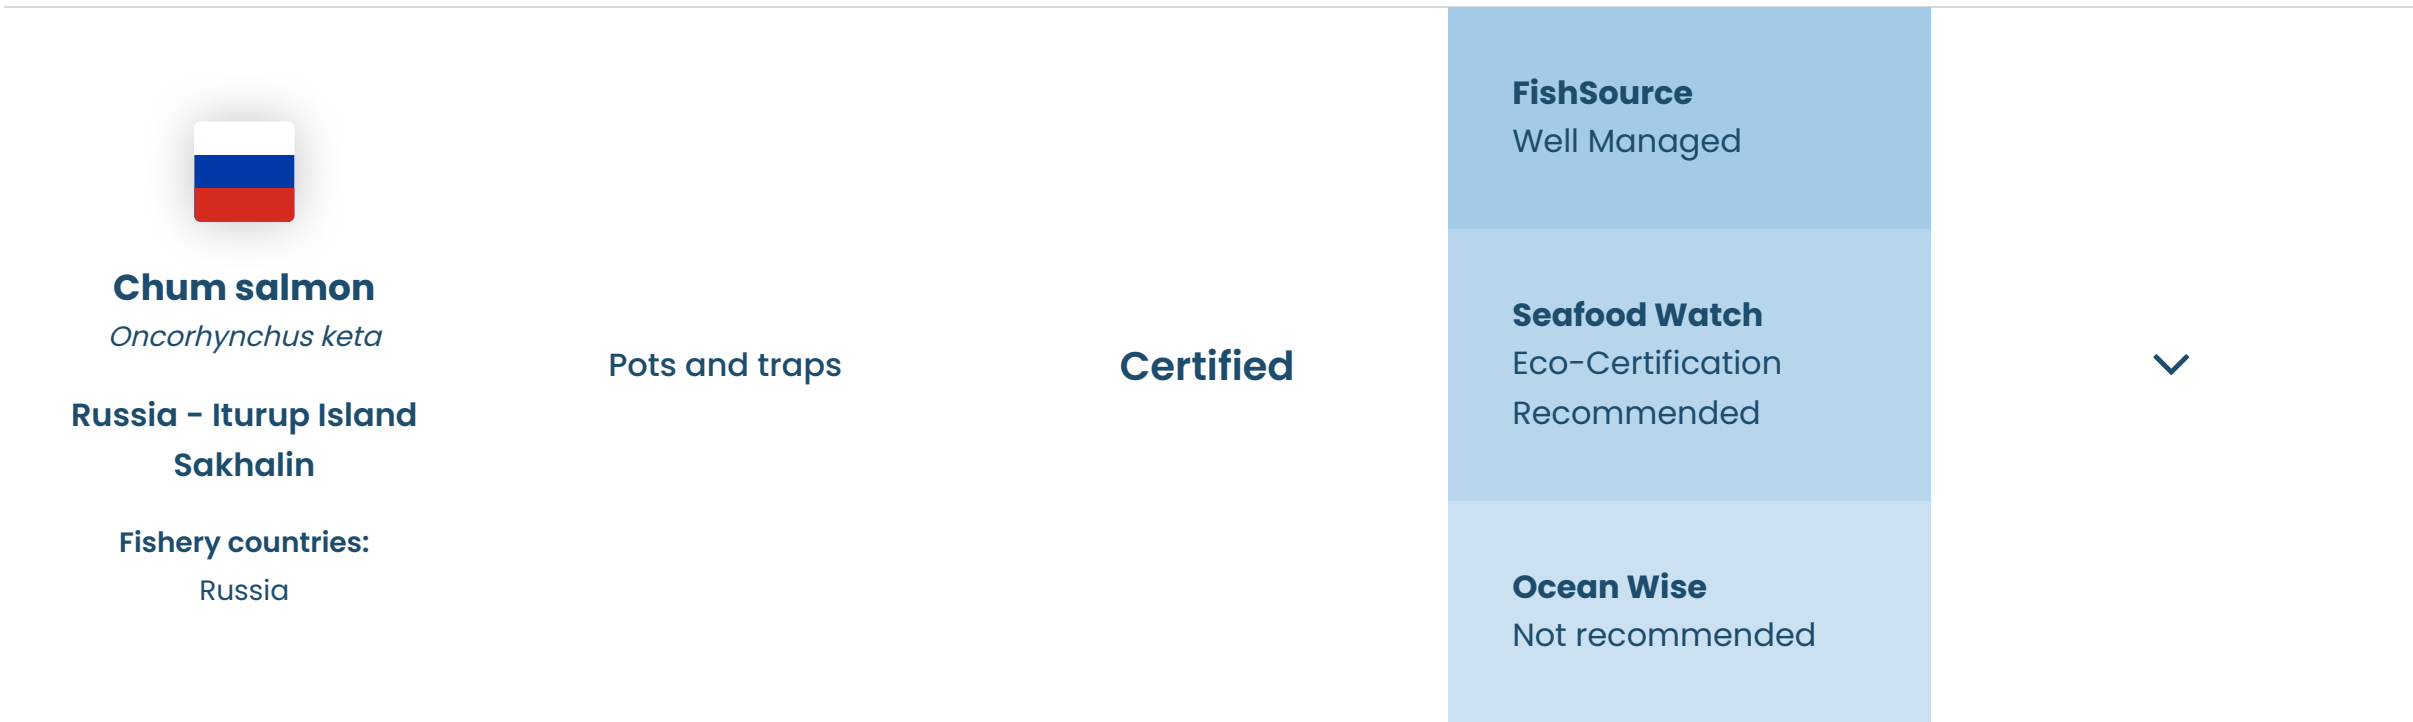 Chum salmon
Oncorhynchus keta
Russia - Iturup Island
Sakhalin
Fishery countries:
Russia
Pots and traps
Certified
FishSource
Well Managed
Seafood Watch
Eco-Certification
Recommended
Ocean Wise
Not recommended